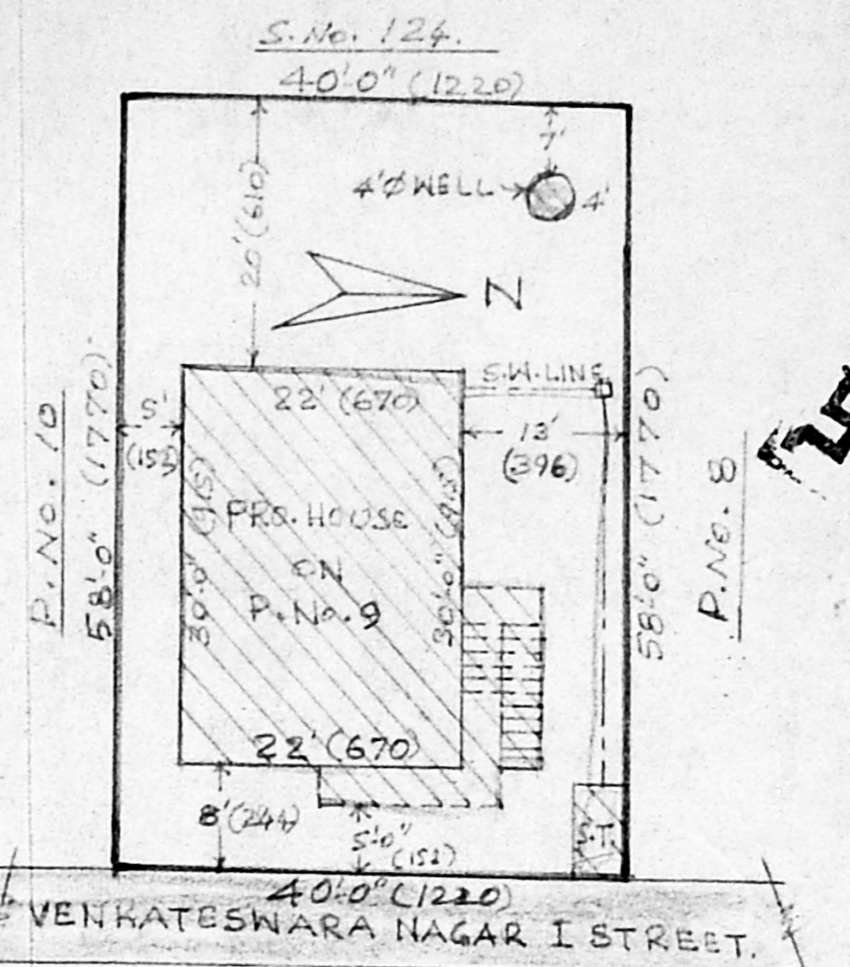 S.No. 124.
40'-0" (1220)
7'
4'Ø WELL
4'
20' (610)
N
S.W.LINE
22' (670)
5'
(152)
13'
(396)
P.No. 10
58'-0" (1770)
30'-0" (915)
PRO. HOUSE
ON
P.No.9
30'-0" (915)
58'-0" (1770)
P.No. 8
22' (670)
8' (244)
5'-0"
(152)
S.T.
40'-0" (1220)
VENKATESWARA NAGAR I STREET.